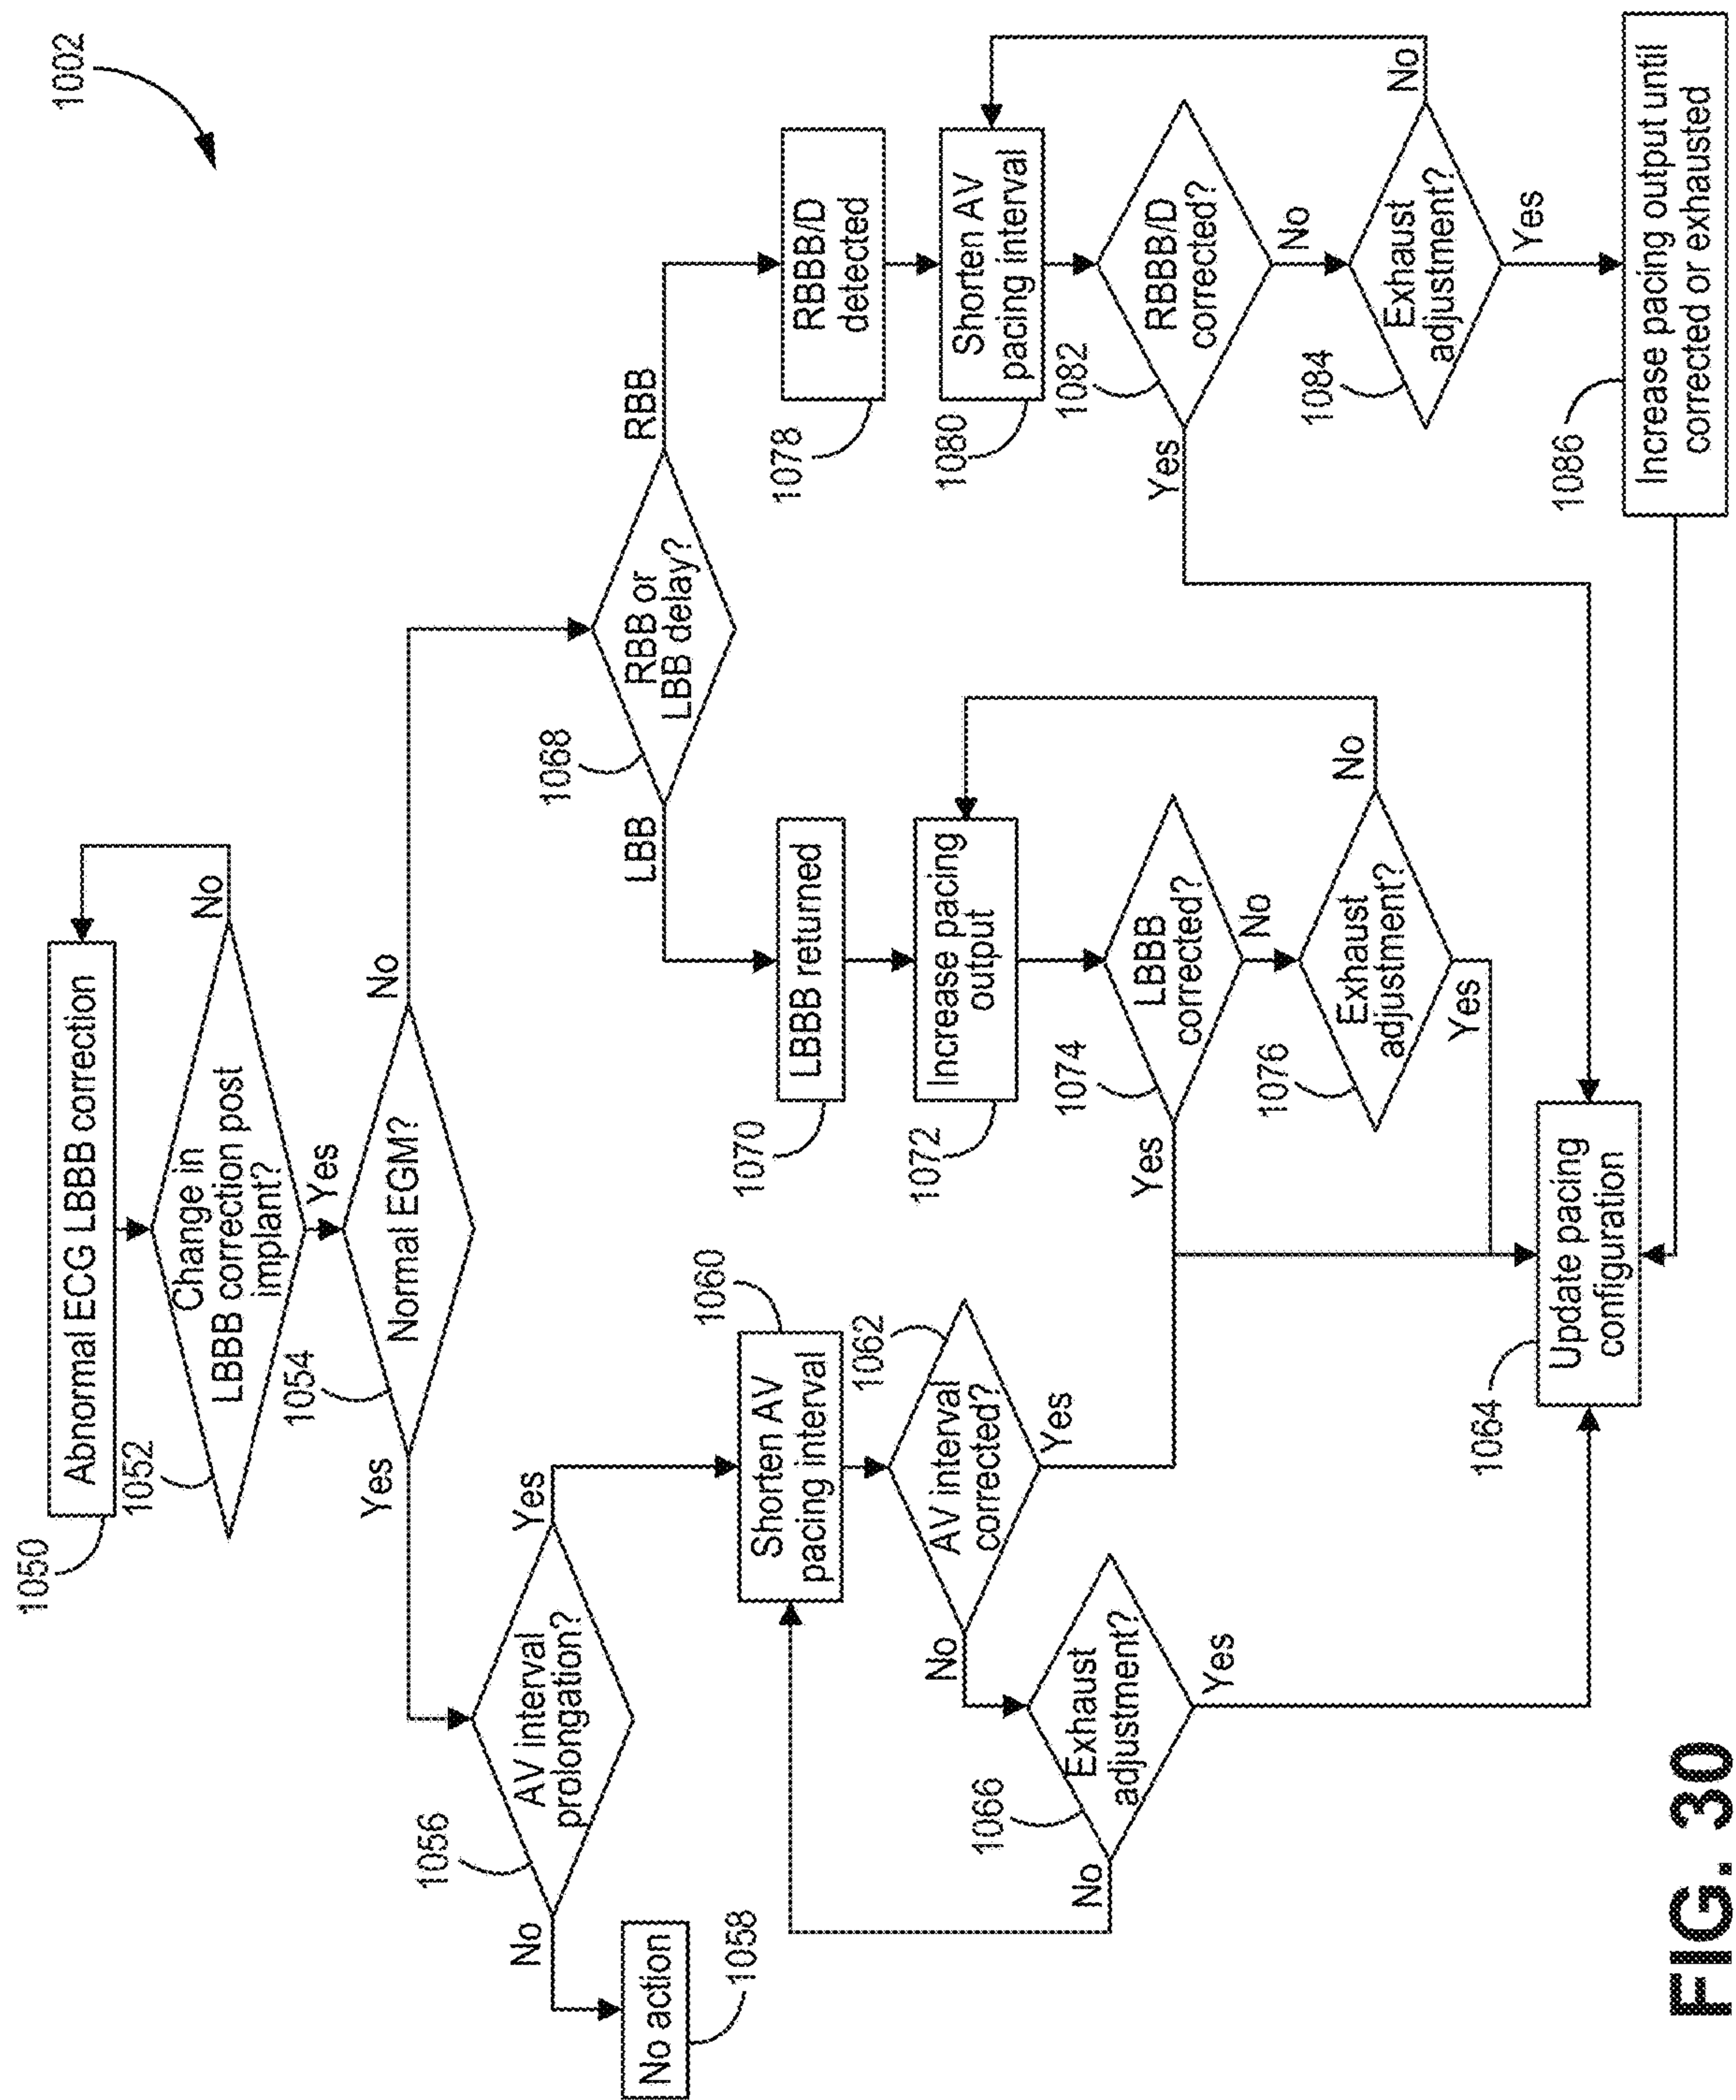 1002
1050
Abnormal ECG LBBB correction
1052
Change in
LBBB correction post
implant?
No
Yes
1054
Normal EGM?
Yes
No
1056
AV interval
prolongation?
No
Yes
No action
1058
1060
Shorten AV
pacing interval
1062
AV interval
corrected?
No
Yes
1066
Exhaust
adjustment?
No
Yes
1068
RBB or
LBB delay?
LBB
RBB
1070
LBBB returned
1072
Increase pacing
output
1074
LBBB
corrected?
Yes
No
1076
Exhaust
adjustment?
No
Yes
1078
RBBB/D
detected
1080
Shorten AV
pacing interval
1082
RBBB/D
corrected?
Yes
No
1084
Exhaust
adjustment?
No
Yes
1086
Increase pacing output until
corrected or exhausted
1064
Update pacing
configuration
FIG. 30